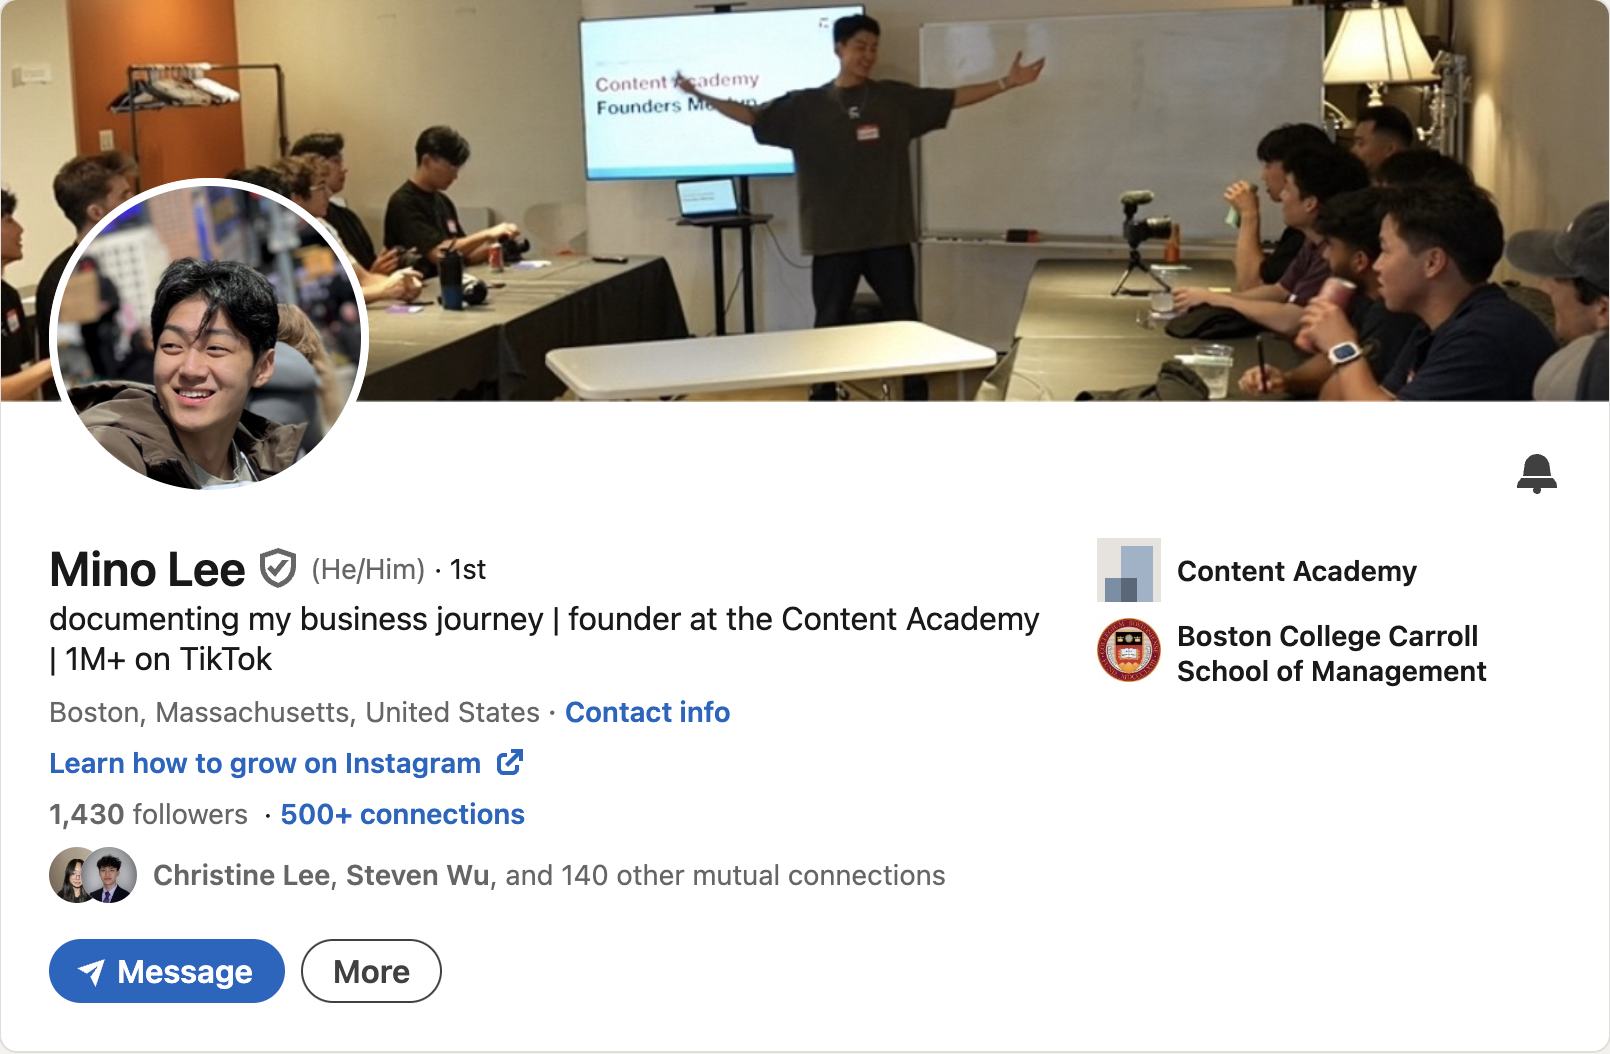 Content Academy
Founders
Mino Lee (He/Him) · 1st
documenting my business journey | founder at the Content Academy
| 1M+ on TikTok
Boston, Massachusetts, United States · Contact info
Learn how to grow on Instagram
1,430 followers · 500+ connections
Christine Lee, Steven Wu, and 140 other mutual connections
Message
More
Content Academy
Boston College Carroll
School of Management